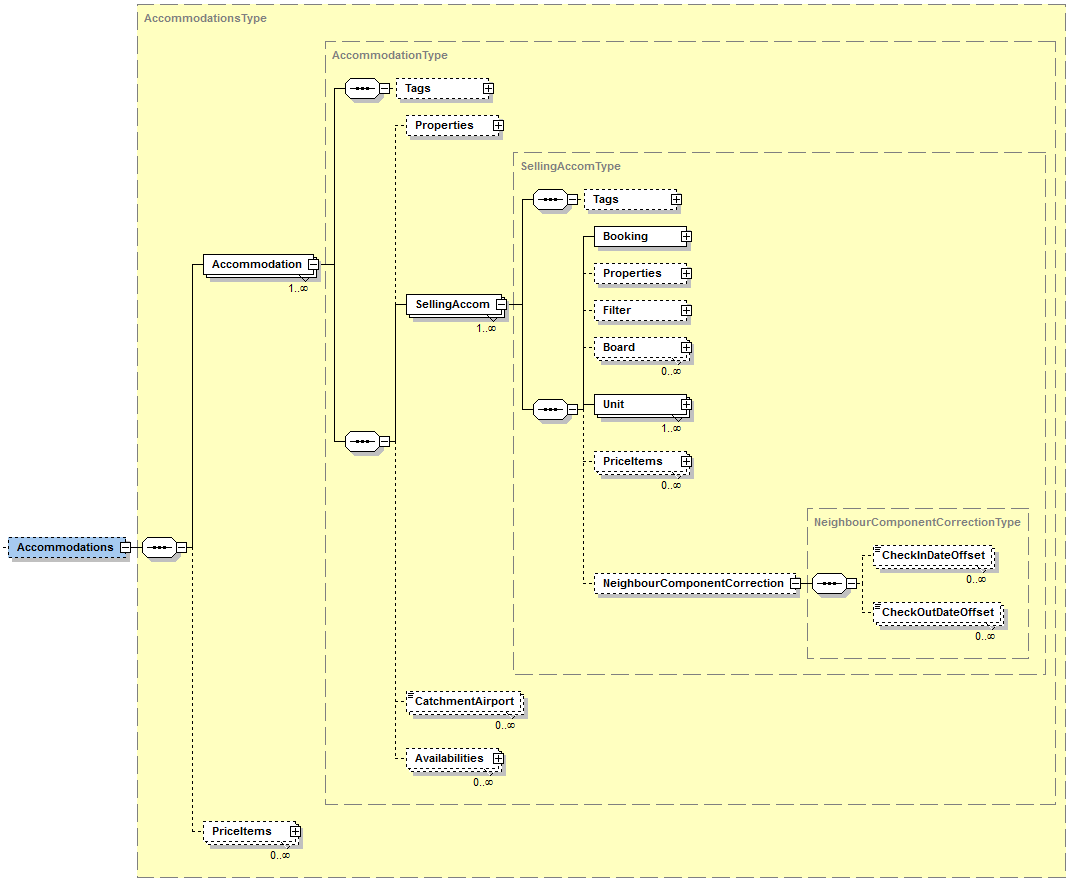 AccommodationsType
AccommodationType
Tags
Properties
SellingAccomType
Tags
Booking
Accommodation
1..∞
Properties
SellingAccom
1..∞
Filter
Board
0..∞
Unit
1..∞
PriceItems
0..∞
NeighbourComponentCorrectionType
Accommodations
CheckInDateOffset
0..∞
NeighbourComponentCorrection
CheckOutDateOffset
0..∞
CatchmentAirport
0..∞
Availabilities
0..∞
PriceItems
0..∞